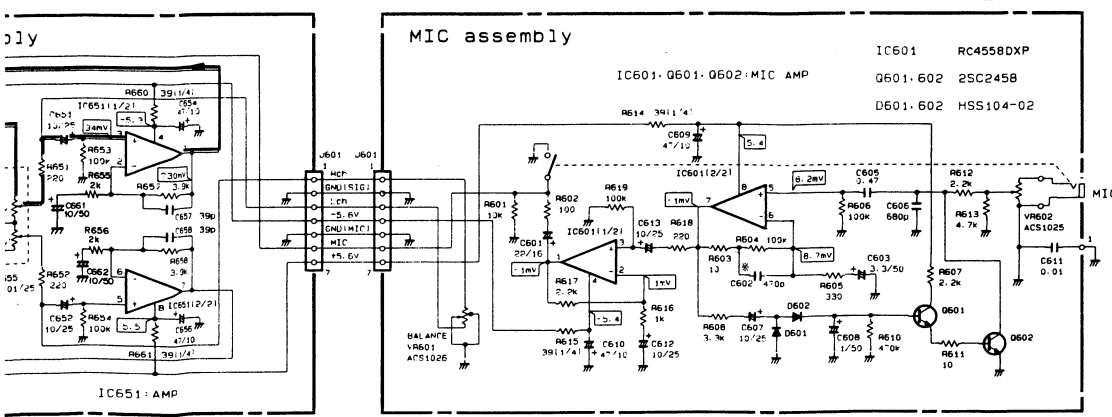 ɔly
R660 39(1/4)
C654
47/10
IC651(1/2)
C651
10/25
34mV
-5.3
R653
100k
R655
2k
R651
220
R657
3.9k
C661
10/50
C657 39p
R656
2k
C658 39p
R658
3.9k
C662
10/50
R652
220
IC651(2/2)
C652
10/25
R654
100k
5.5
C656
47/10
R661 39(1/4)
IC651:AMP
J601 J601
Rch
GND(SIG)
Lch
-5.6V
GND(MIC)
MIC
+5.6V
MIC assembly
IC601.Q601.Q602:MIC AMP
IC601 RC4558DXP
Q601.602 2SC2458
D601.602 HSS104-02
R614 39(1/4)
C609
47/10
5.4
IC601(2/2)
-1mV
8.2mV
C605
0.47
R606
100k
C606
680p
R612
2.2k
R613
4.7k
VR602
ACS1025
MIC
C611
0.01
R601
10k
R602
100
C601
22/16
R619
100k
IC601(1/2)
C613
10/25
R618
220
R603
10
R604 100k
8.7mV
※
C602 470p
R605
330
C603
3.3/50
R607
2.2k
-1mV
1mV
R617
2.2k
-5.4
R616
1k
BALANCE
VR601
ACS1026
R615
39(1/4)
C610
47/10
C612
10/25
R608
3.3k
C607
10/25
D602
D601
C608
1/50
R610
470k
Q601
Q602
R611
10